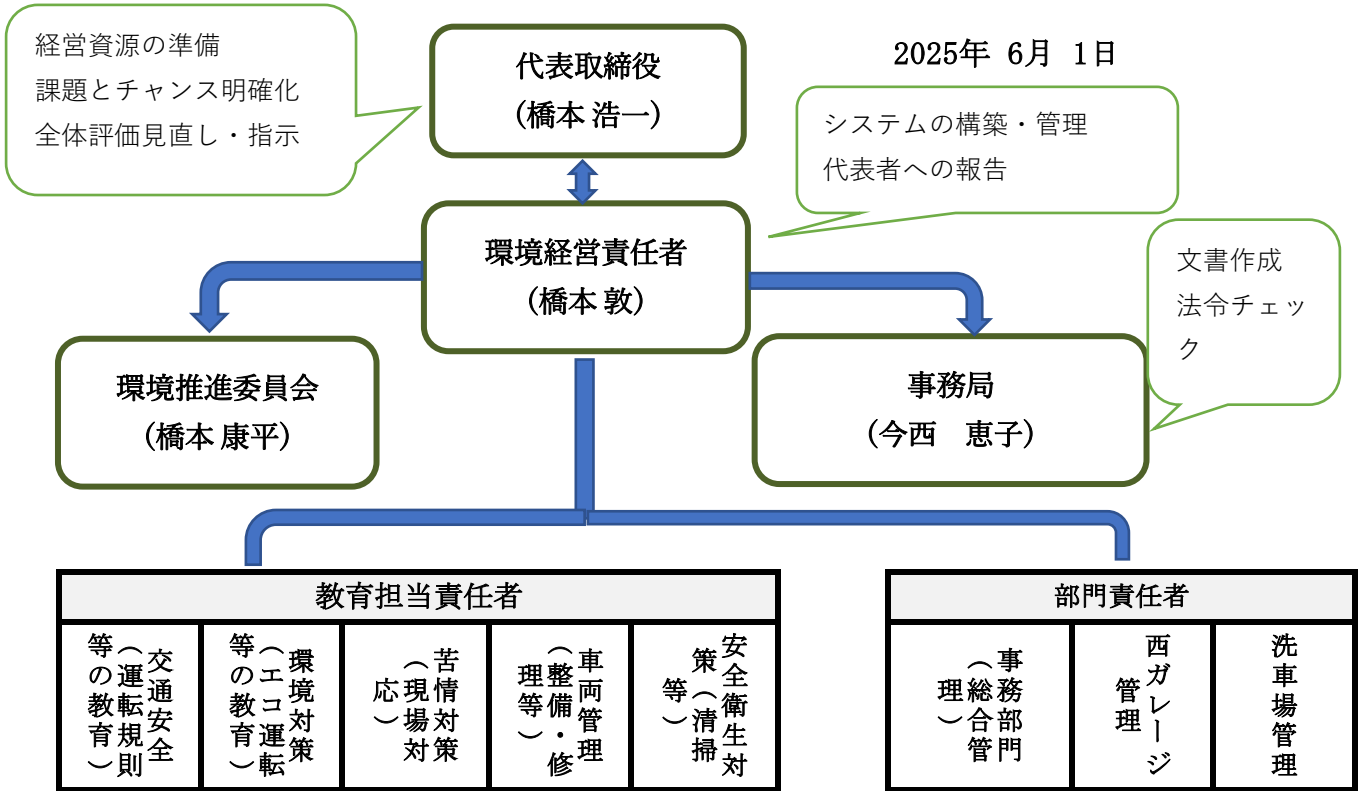 経営資源の準備
課題とチャンス明確化
全体評価見直し・指示
代表取締役
(橋本 浩一)
2025年 6月 1日
システムの構築・管理
代表者への報告
環境経営責任者
(橋本 敦)
文書作成
法令チェッ
ク
環境推進委員会
(橋本 康平)
事務局
(今西　恵子)
教育担当責任者
交通安全
（運転規則
等の教育）
環境対策
（エコ運転
等の教育）
苦情対策
（現場対
応）
車両管理
（整備・修
理等）
安全衛生対
策（清掃
等）
部門責任者
事務部門
（総合管
理）
西ガレージ
管理
洗車場管理